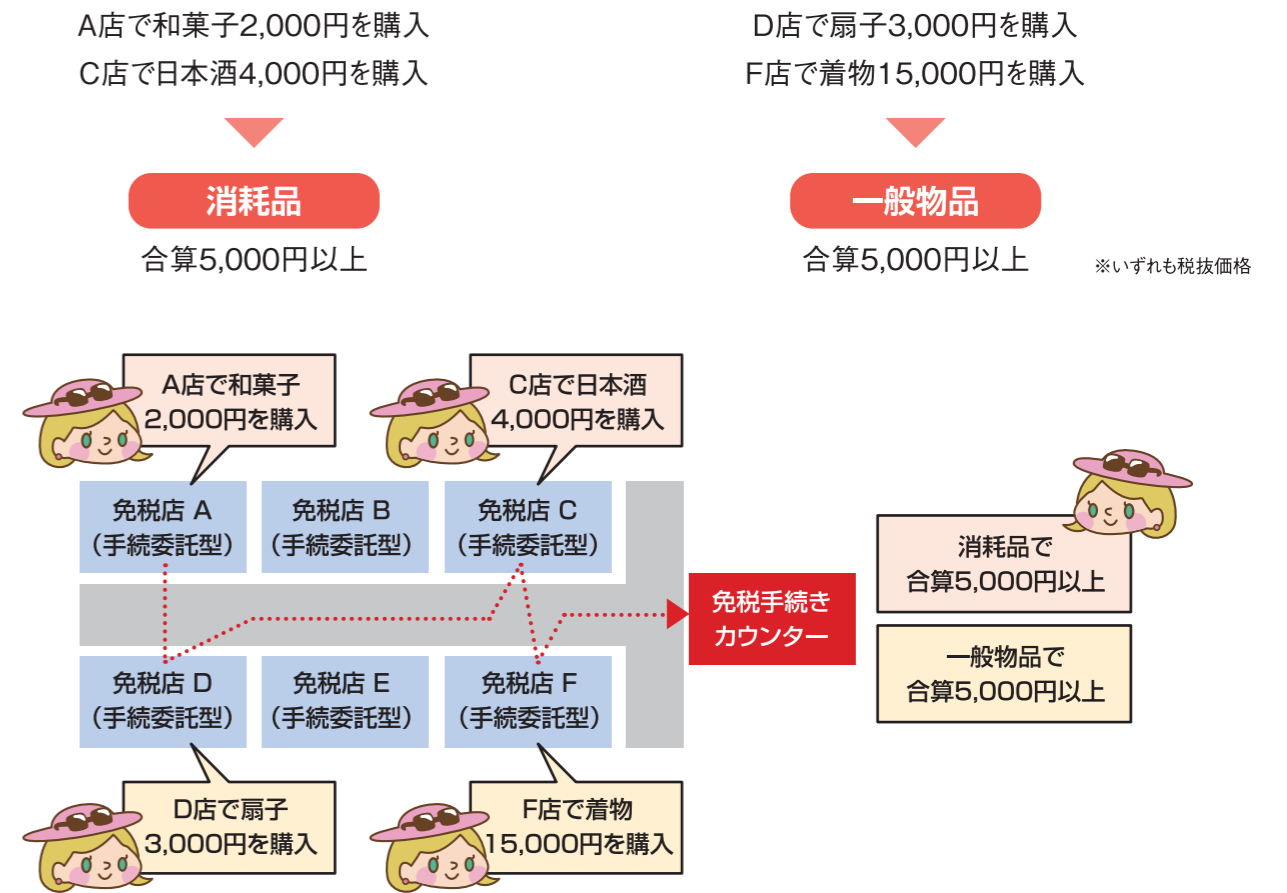 A店で和菓子2,000円を購入
C店で日本酒4,000円を購入
消耗品
合算5,000円以上
D店で扇子3,000円を購入
F店で着物15,000円を購入
一般物品
合算5,000円以上
※いずれも税抜価格
A店で和菓子
2,000円を購入
C店で日本酒
4,000円を購入
免税店 A
（手続委託型）
免税店 B
（手続委託型）
免税店 C
（手続委託型）
免税手続き
カウンター
消耗品で
合算5,000円以上
一般物品で
合算5,000円以上
免税店 D
（手続委託型）
免税店 E
（手続委託型）
免税店 F
（手続委託型）
D店で扇子
3,000円を購入
F店で着物
15,000円を購入